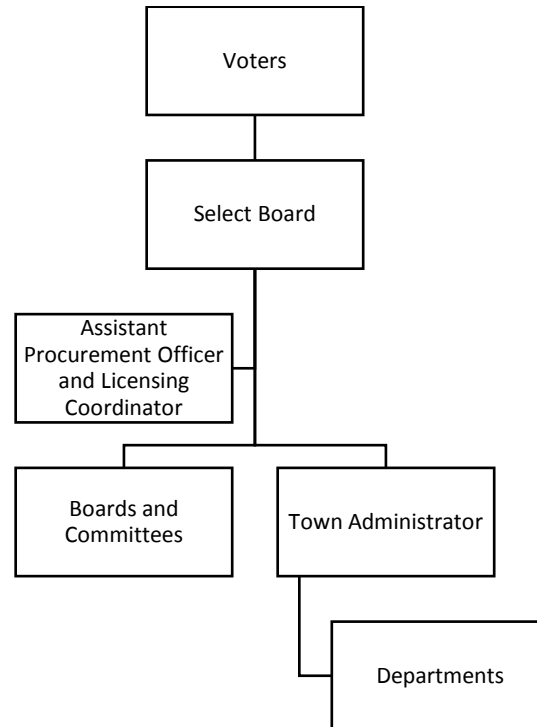 Voters
Select Board
Assistant
Procurement Officer
and Licensing
Coordinator
Boards and
Committees
Town Administrator
Departments